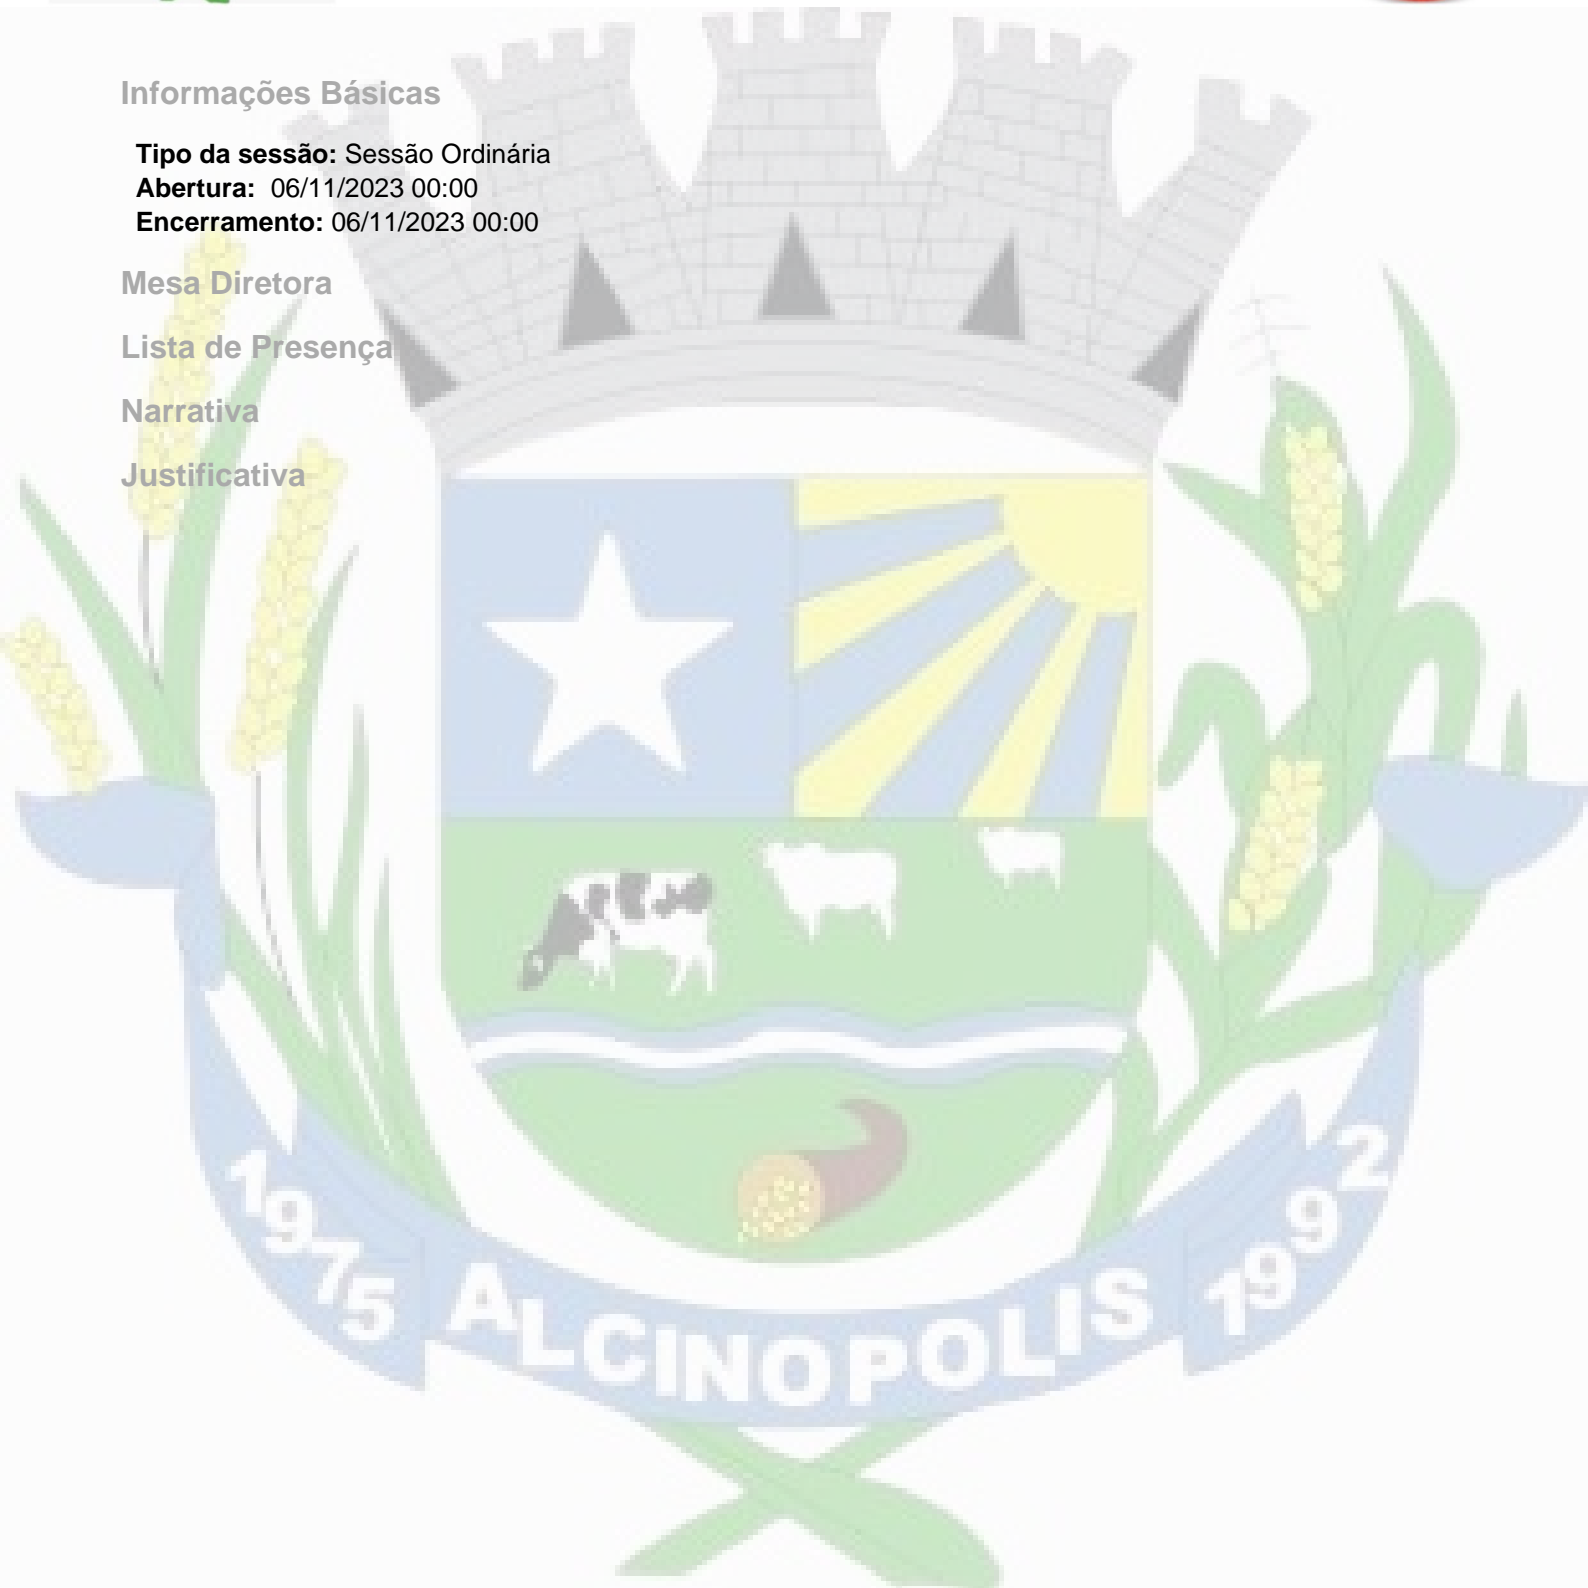 Informações Básicas
Tipo da sessão: Sessão Ordinária
Abertura: 06/11/2023 00:00
Encerramento: 06/11/2023 00:00
Mesa Diretora
Lista de Presença
Narrativa
Justificativa
1975 ALCINOPOLIS 1992